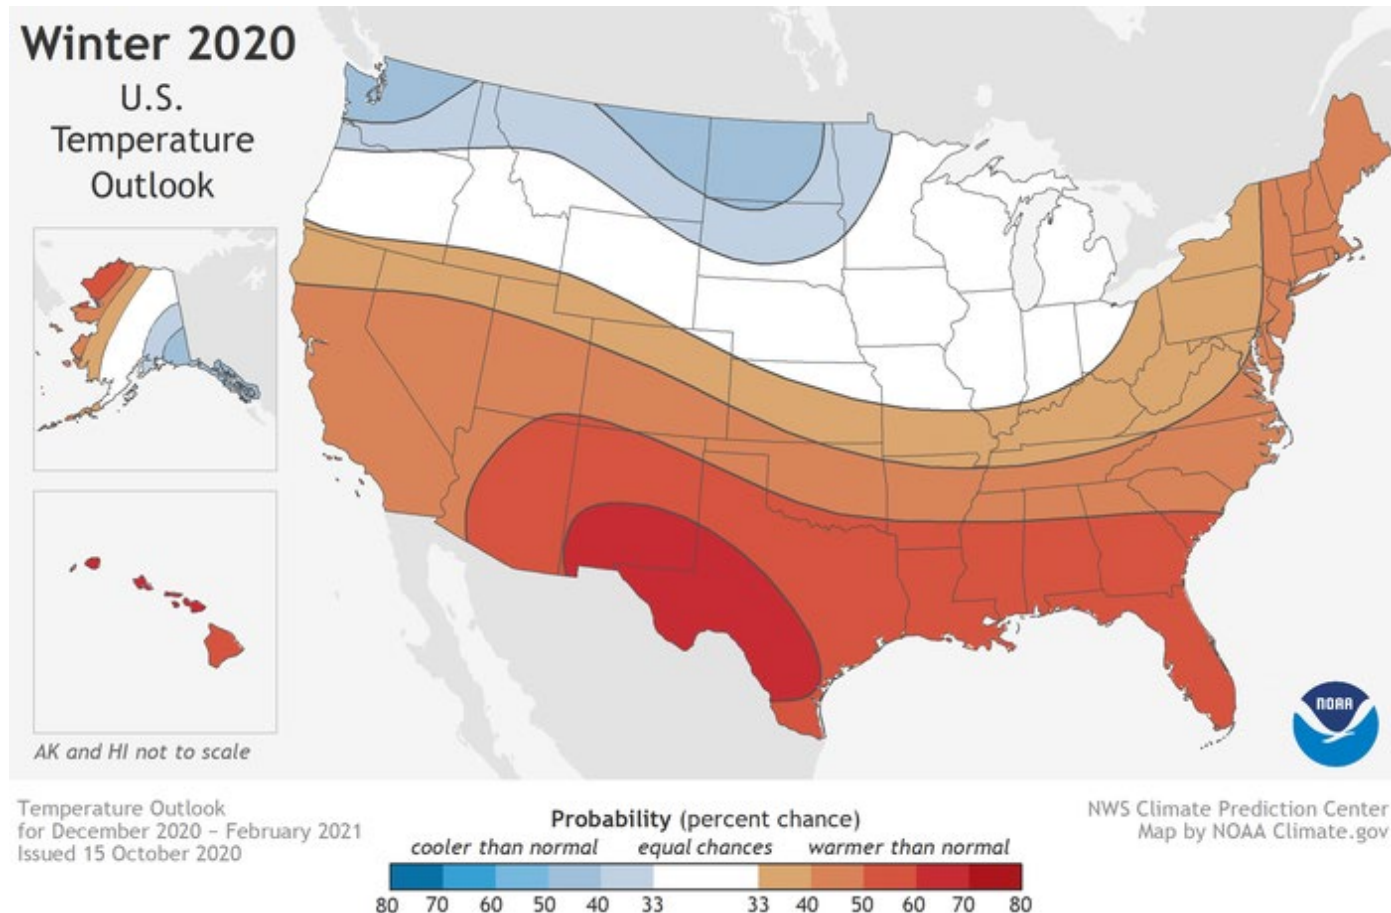 Winter 2020
U.S.
Temperature
Outlook
AK and HI not to scale
NOAA
Temperature Outlook
for December 2020 – February 2021
Issued 15 October 2020
Probability (percent chance)
cooler than normal equal chances warmer than normal
80 70 60 50 40 33 33 40 50 60 70 80
NWS Climate Prediction Center
Map by NOAA Climate.gov